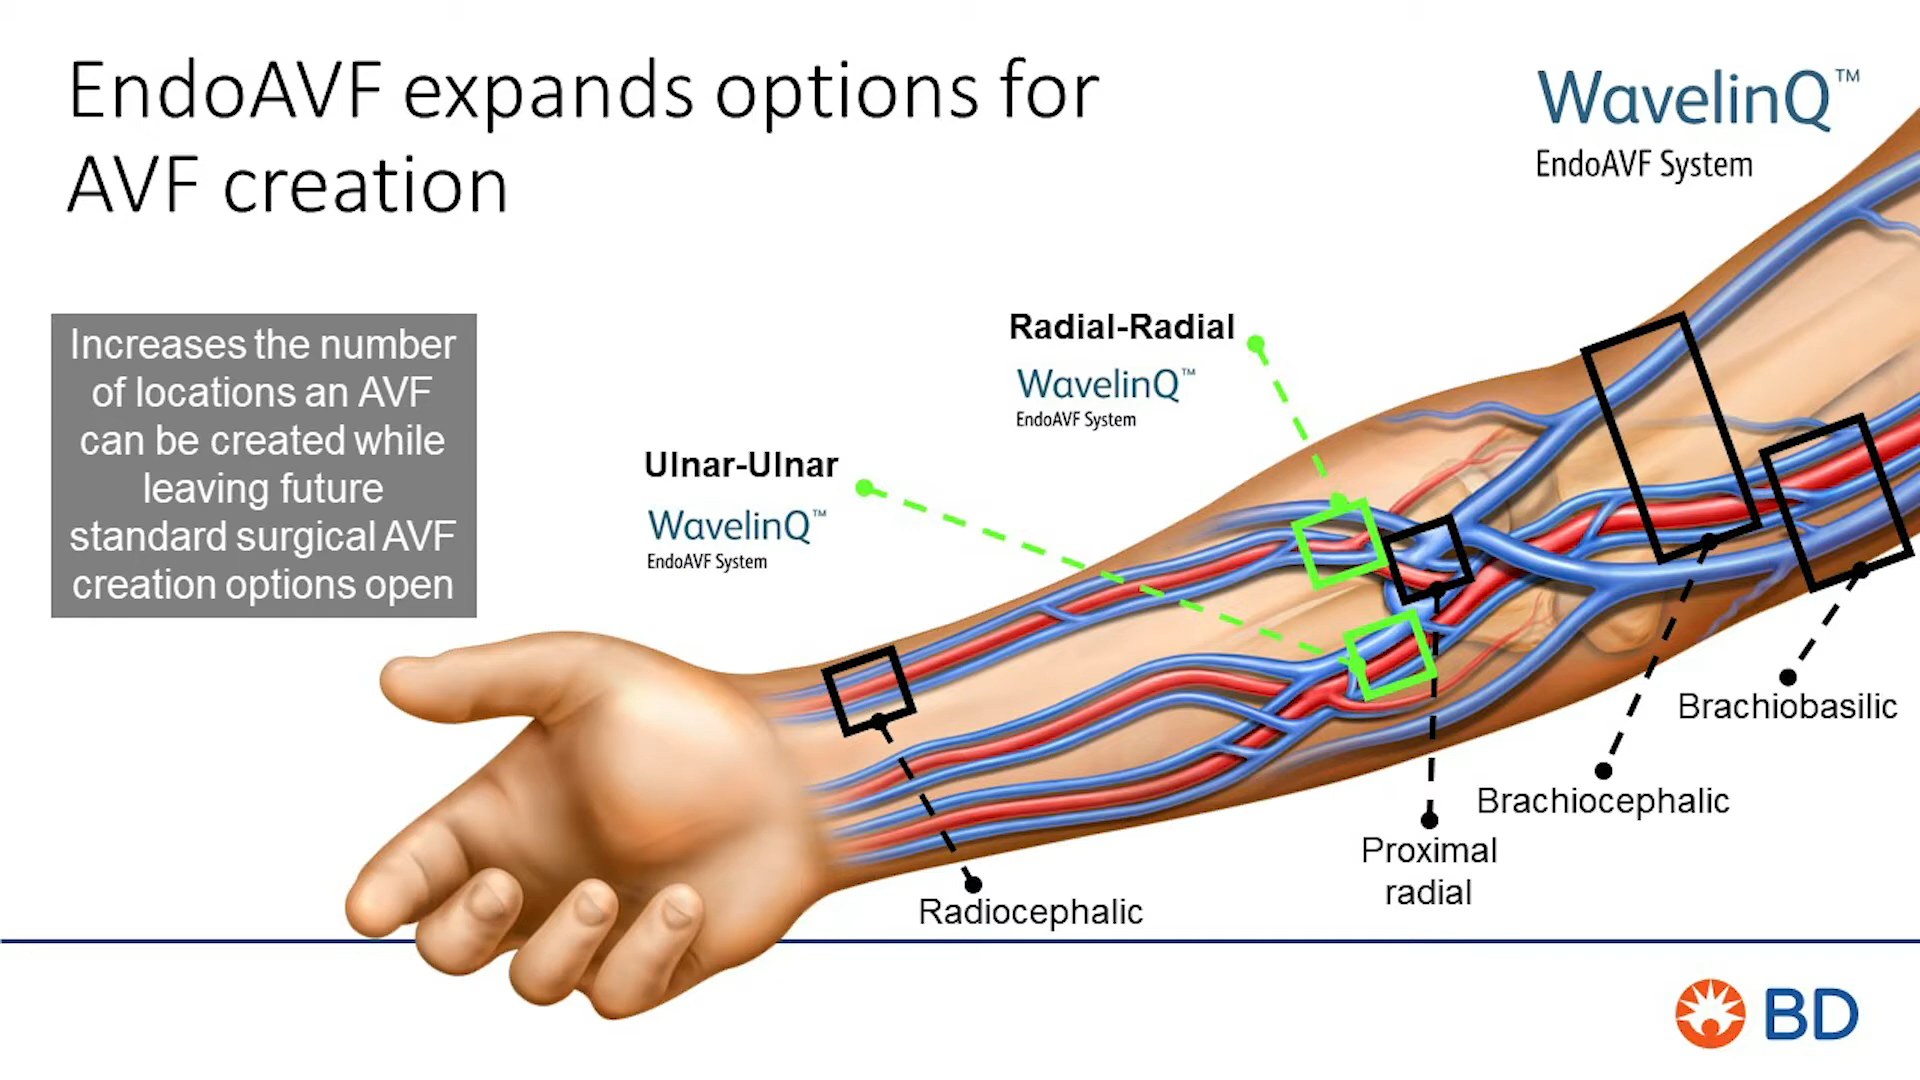 EndoAVF expands options for
AVF creation
WavelinQ™
EndoAVF System
Increases the number
of locations an AVF
can be created while
leaving future
standard surgical AVF
creation options open
Radial-Radial
WavelinQ™
EndoAVF System
Ulnar-Ulnar
WavelinQ™
EndoAVF System
Brachiobasilic
Brachiocephalic
Proximal
radial
Radiocephalic
BD